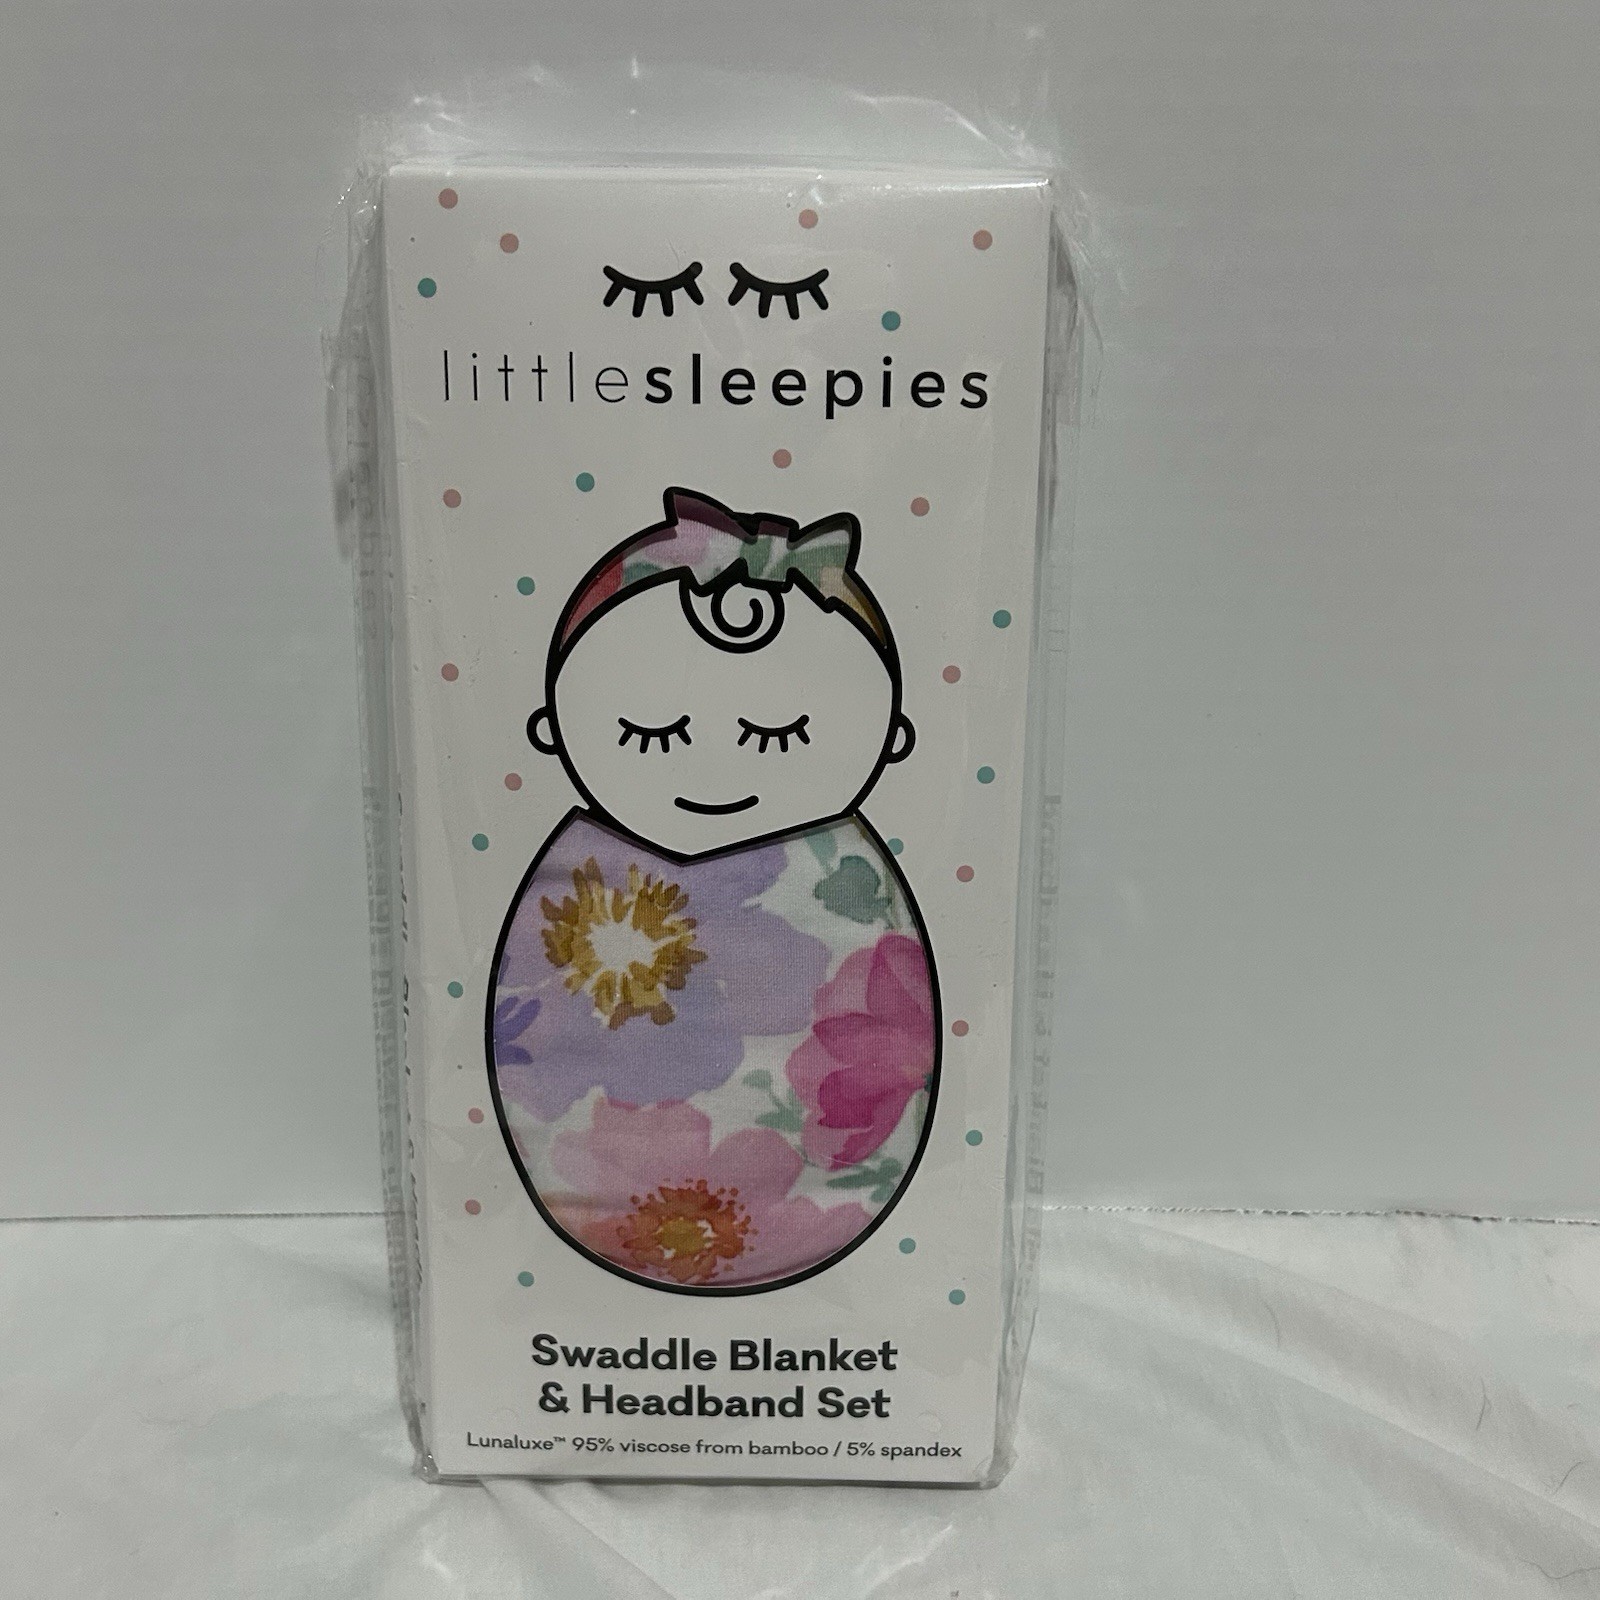 littlesleepies
Swaddle Blanket
& Headband Set
Lunaluxe™ 95% viscose from bamboo / 5% spandex